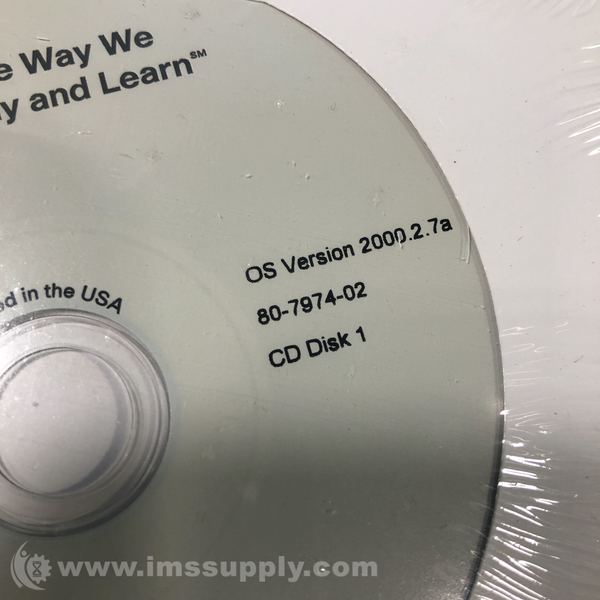 e Way We
y and Learn℠
OS Version 2000.2.7a
80-7974-02
CD Disk 1
d in the USA
www.imssupply.com